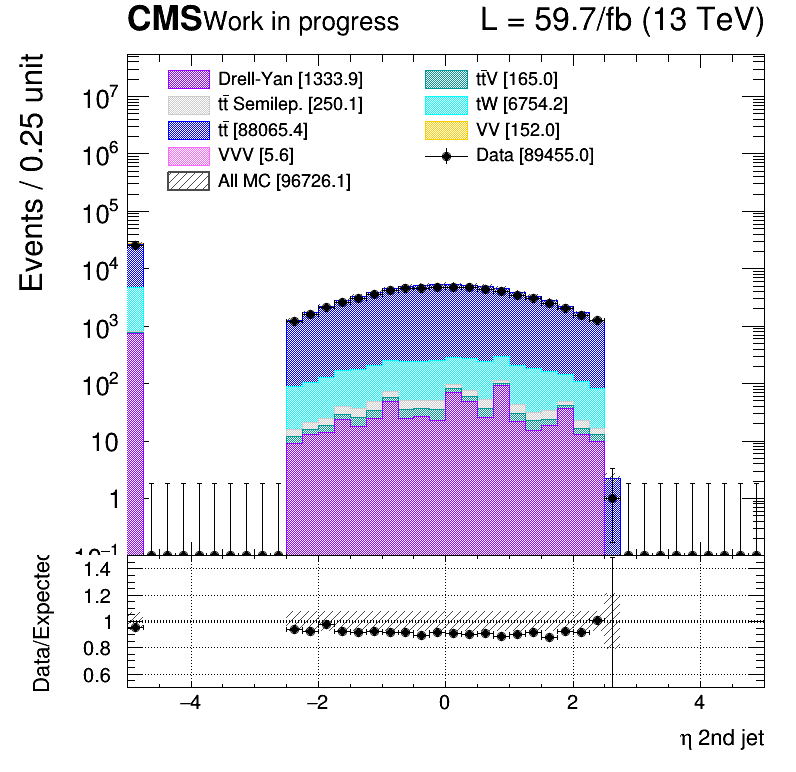 CMS Work in progress L = 59.7/fb (13 TeV)
Events / 0.25 unit
Drell-Yan [1333.9] tt̄V [165.0]
tt̄ Semilep. [250.1] tW [6754.2]
tt̄ [88065.4] VV [152.0]
VVV [5.6] Data [89455.0]
All MC [96726.1]
10⁷
10⁶
10⁵
10⁴
10³
10²
10
1
10⁻¹
Data/Expected
1.4
1.2
1
0.8
0.6
−4 −2 0 2 4
η 2nd jet